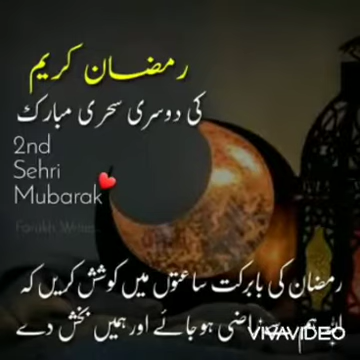 رمضان کریم
کی دوسری سحری مبارک
2nd
Sehri
Mubarak
رمضان کی بابرکت ساعتوں میں کوشش کریں کہ
راضی ہو جائے اور ہمیں بخش دے
VIVAVIDEO